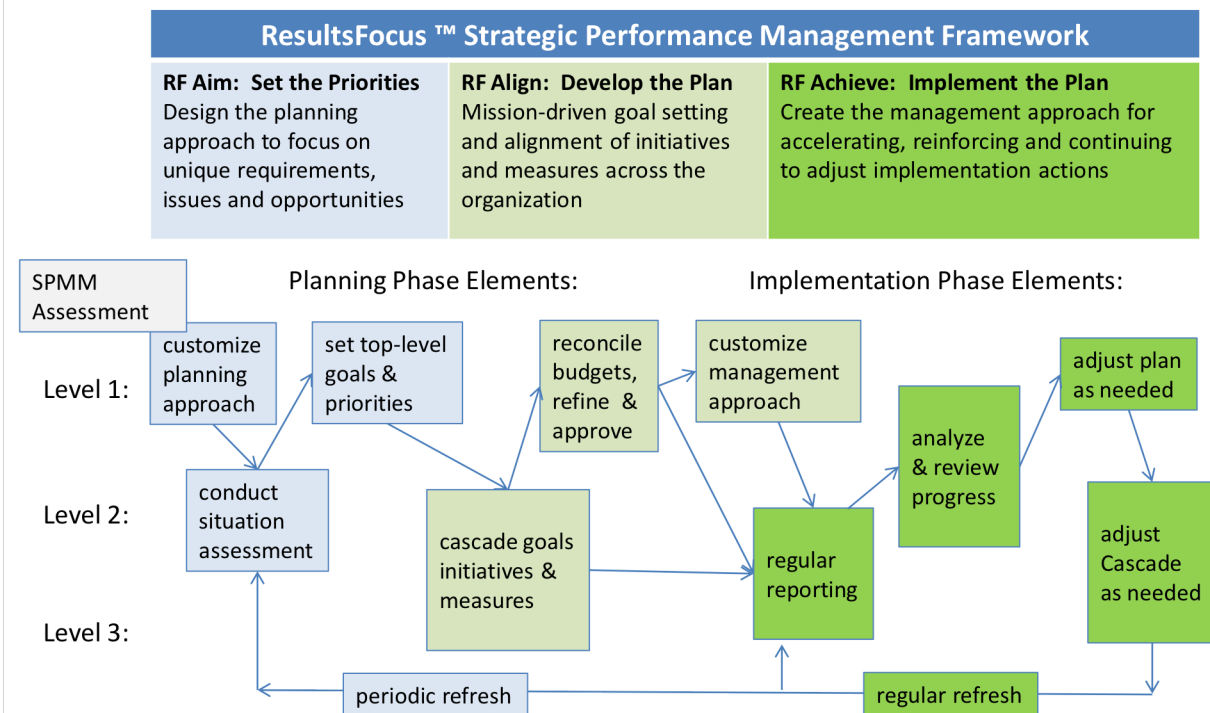 ResultsFocus ™ Strategic Performance Management Framework
RF Aim:  Set the Priorities
Design the planning
approach to focus on
unique requirements,
issues and opportunities
RF Align:  Develop the Plan
Mission-driven goal setting
and alignment of initiatives
and measures across the
organization
RF Achieve:  Implement the Plan
Create the management approach for
accelerating, reinforcing and continuing
to adjust implementation actions
SPMM
Assessment
Planning Phase Elements:
Implementation Phase Elements:
Level 1:
customize
planning
approach
set top-level
goals &
priorities
reconcile
budgets,
refine  &
approve
customize
management
approach
analyze
& review
progress
adjust plan
as needed
Level 2:
conduct
situation
assessment
cascade goals
initiatives &
measures
regular
reporting
adjust
Cascade
as needed
Level 3:
periodic refresh
regular refresh